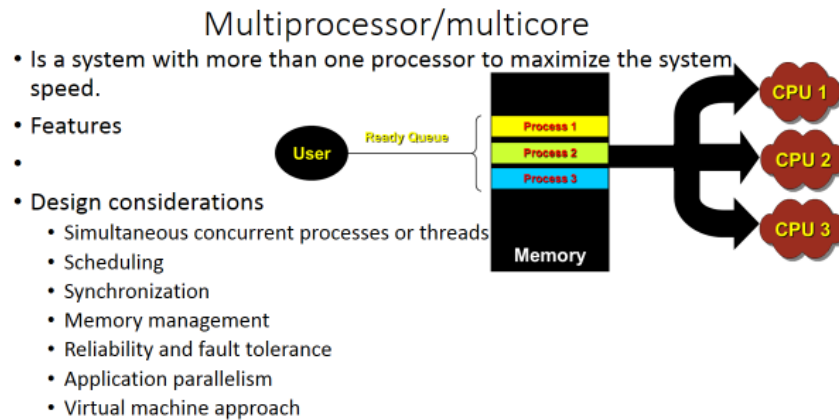 Multiprocessor/multicore
• Is a system with more than one processor to maximize the system
speed.
• Features
•
• Design considerations
• Simultaneous concurrent processes or threads
• Scheduling
• Synchronization
• Memory management
• Reliability and fault tolerance
• Application parallelism
• Virtual machine approach
User
Ready Queue
Process 1
Process 2
Process 3
Memory
CPU 1
CPU 2
CPU 3